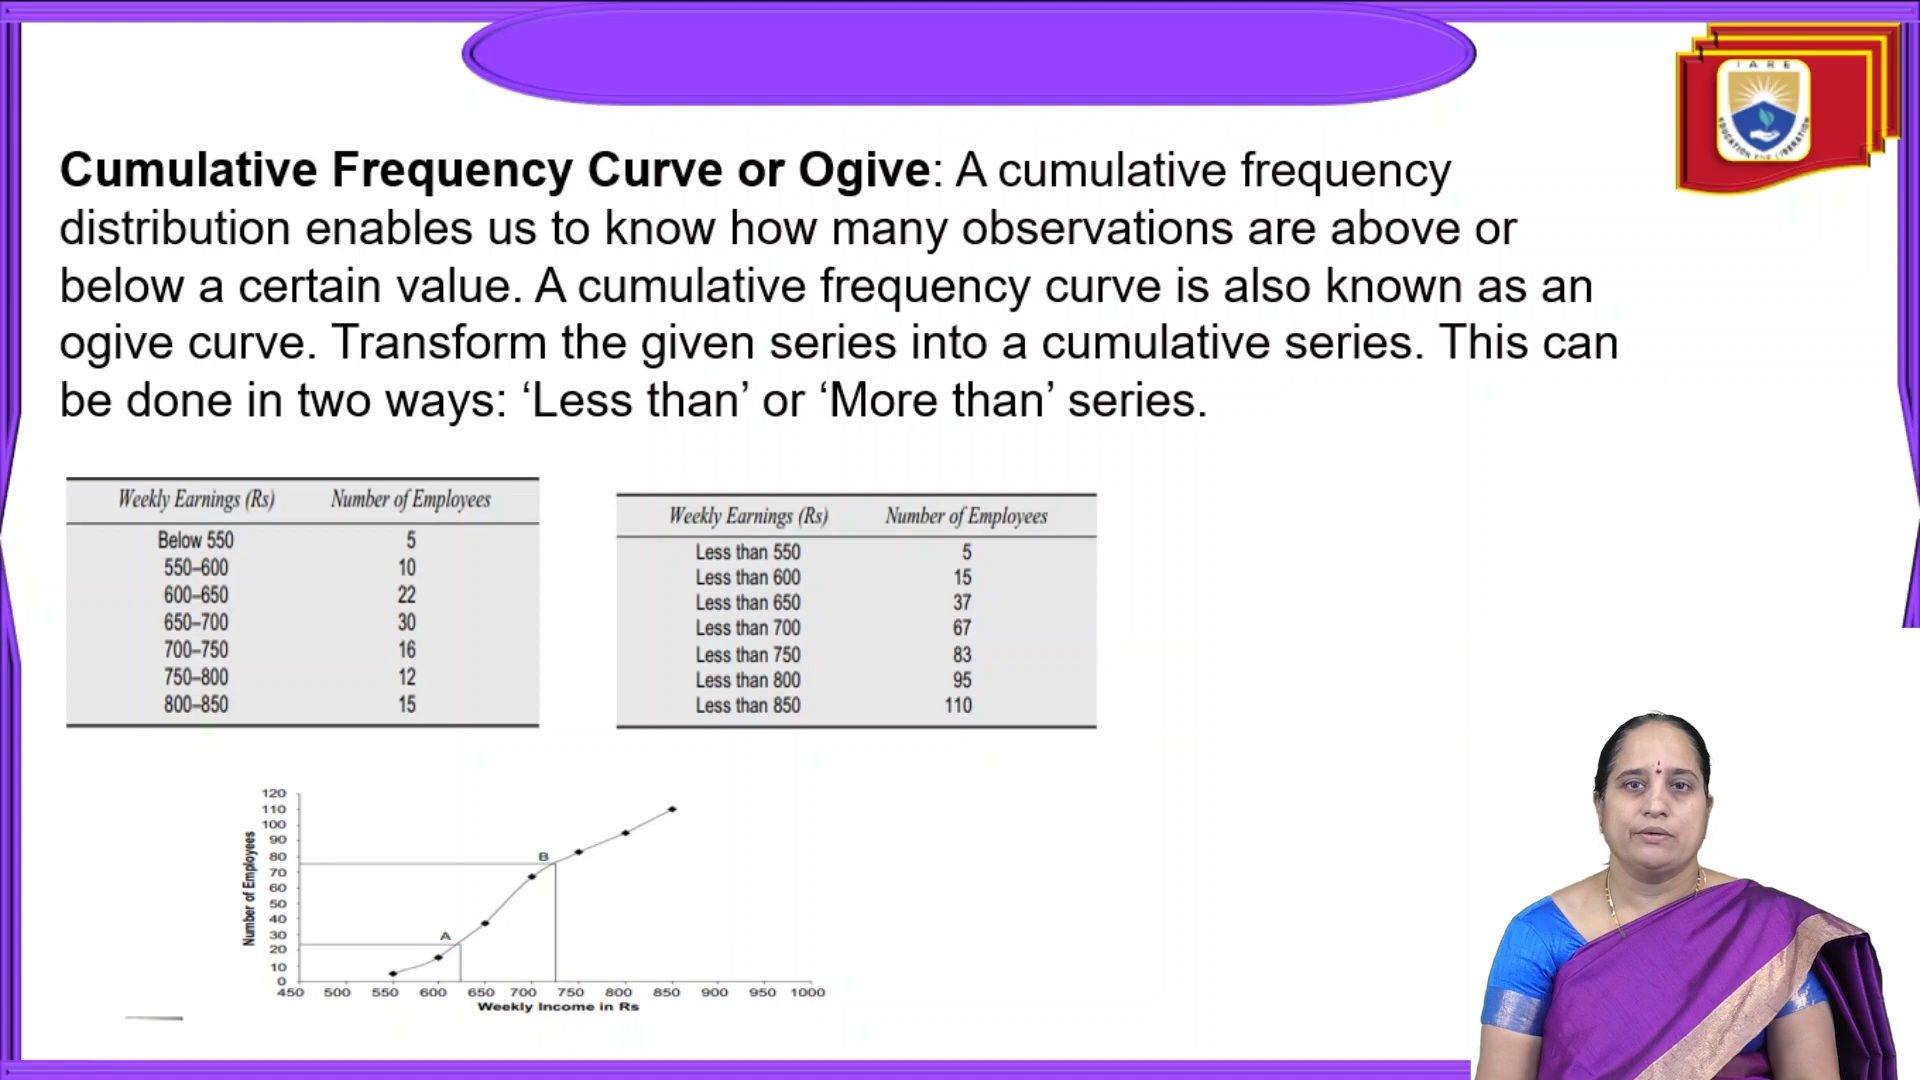 IARE
EDUCATION FOR LIBERATION
Cumulative Frequency Curve or Ogive: A cumulative frequency
distribution enables us to know how many observations are above or
below a certain value. A cumulative frequency curve is also known as an
ogive curve. Transform the given series into a cumulative series. This can
be done in two ways: ‘Less than’ or ‘More than’ series.
Weekly Earnings (Rs) Number of Employees
Below 550 5
550–600 10
600–650 22
650–700 30
700–750 16
750–800 12
800–850 15
Weekly Earnings (Rs) Number of Employees
Less than 550 5
Less than 600 15
Less than 650 37
Less than 700 67
Less than 750 83
Less than 800 95
Less than 850 110
Number of Employees
120
110
100
90
80
70
60
50
40
30
20
10
0
B
A
450 500 550 600 650 700 750 800 850 900 950 1000
Weekly Income in Rs